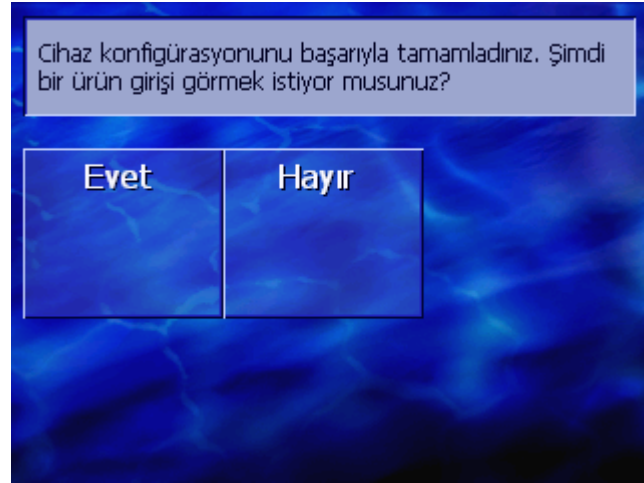 Cihaz konfigürasyonunu başarıyla tamamladınız. Şimdi
bir ürün girişi görmek istiyor musunuz?
Evet
Hayır